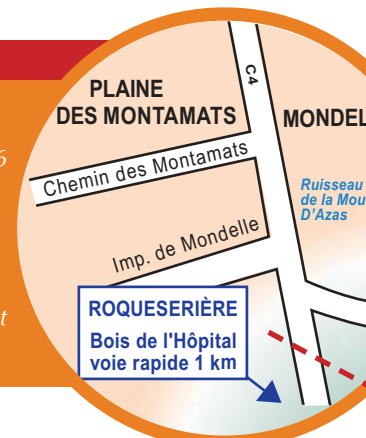 C4
PLAINE
DES MONTAMATS
MONDEL
Chemin des Montamats
Ruisseau
de la Mou
D'Azas
Imp. de Mondelle
ROQUESERIÈRE
Bois de l'Hôpital
voie rapide 1 km
6
t